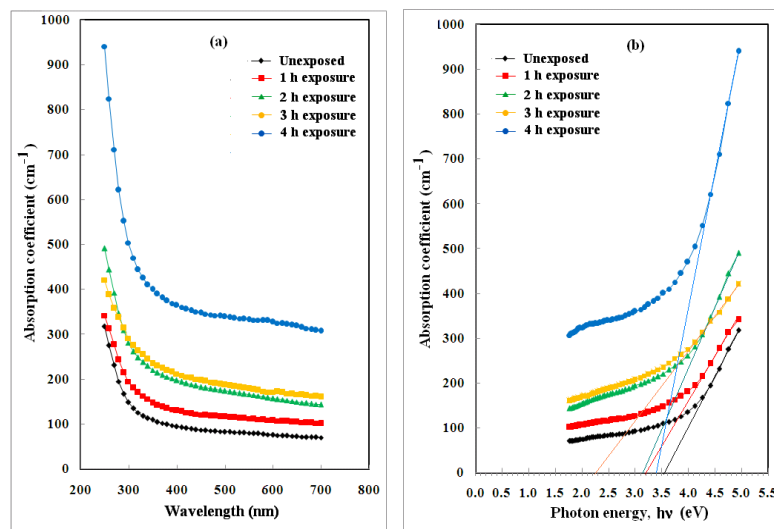 (a)
Unexposed
1 h exposure
2 h exposure
3 h exposure
4 h exposure
Absorption coefficient (cm⁻¹)
1000
900
800
700
600
500
400
300
200
100
0
200 300 400 500 600 700 800
Wavelength (nm)
(b)
Unexposed
1 h exposure
2 h exposure
3 h exposure
4 h exposure
Absorption coefficient (cm⁻¹)
1000
900
800
700
600
500
400
300
200
100
0
0.0 0.5 1.0 1.5 2.0 2.5 3.0 3.5 4.0 4.5 5.0 5.5
Photon energy, hν (eV)